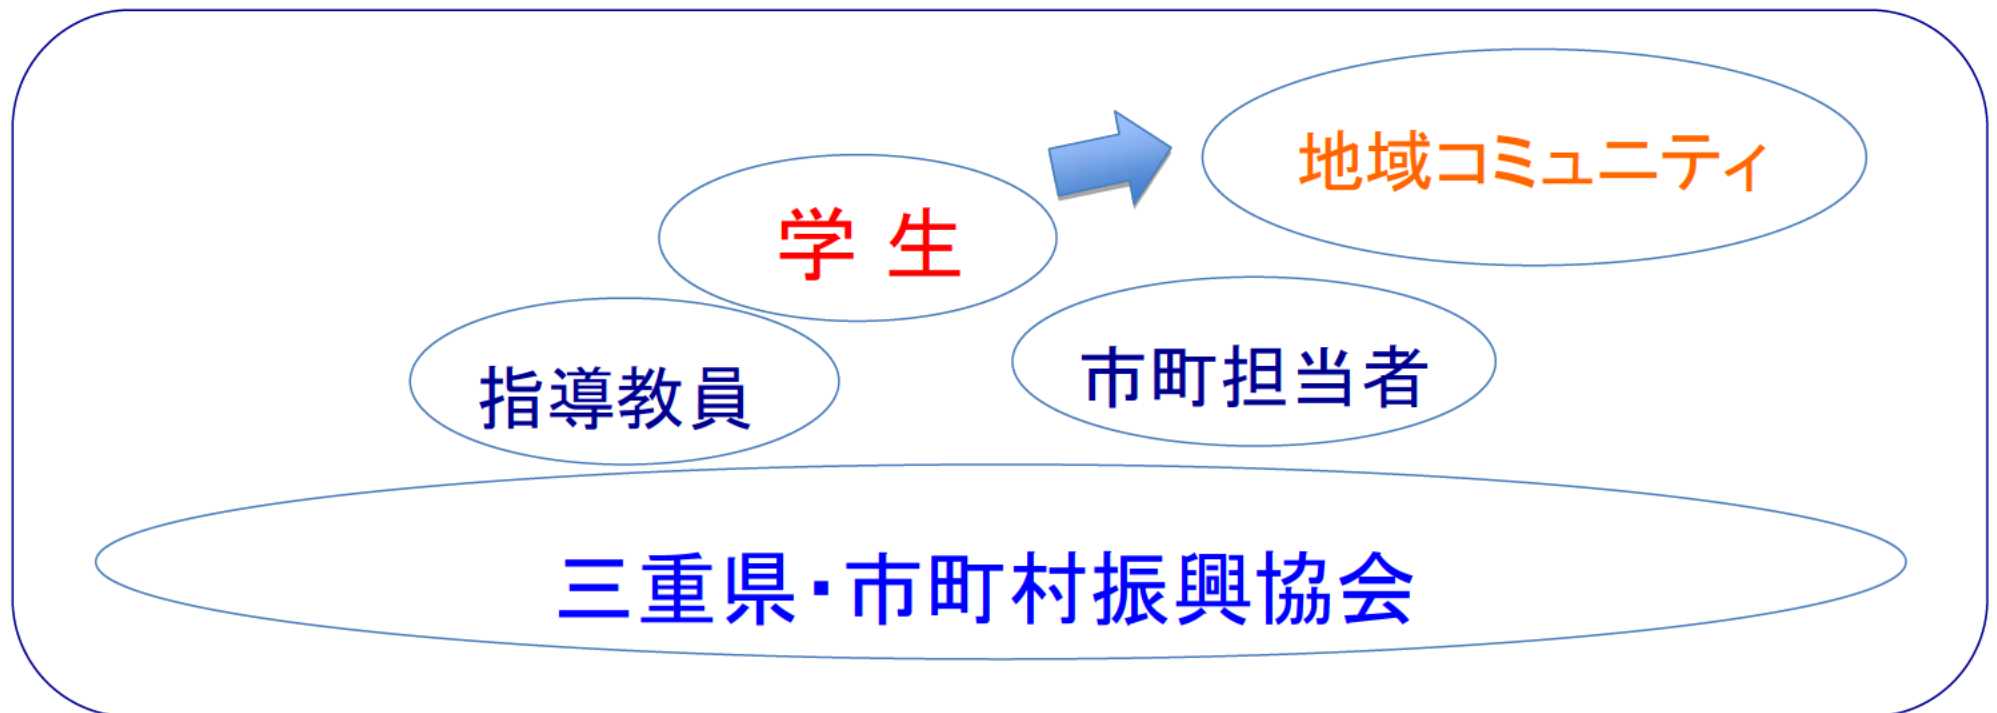 地域コミュニティ
学 生
市町担当者
指導教員
三重県・市町村振興協会